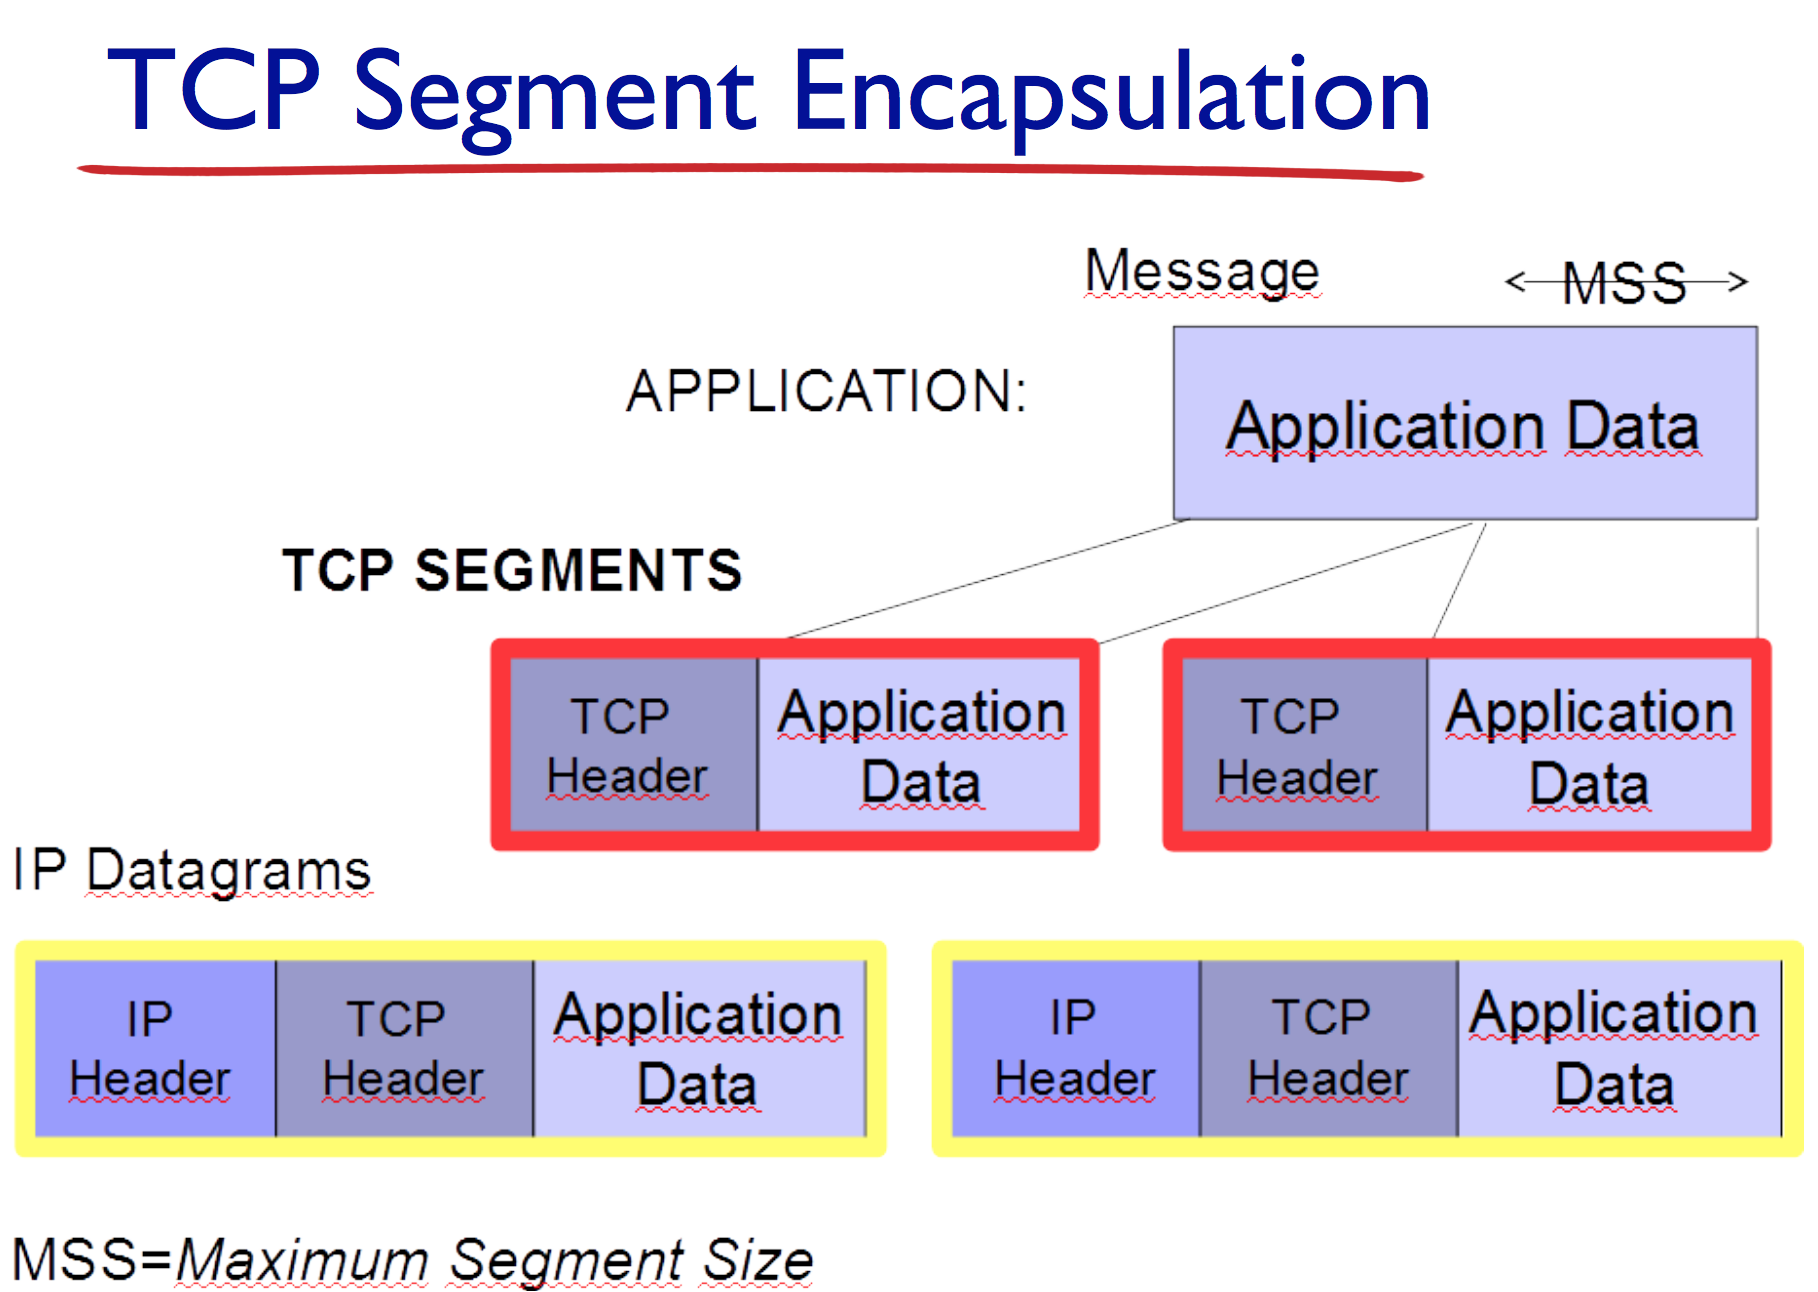 TCP Segment Encapsulation
Message
MSS
APPLICATION:
Application Data
TCP SEGMENTS
TCP
Header
Application
Data
TCP
Header
Application
Data
IP Datagrams
IP
Header
TCP
Header
Application
Data
IP
Header
TCP
Header
Application
Data
MSS=Maximum Segment Size